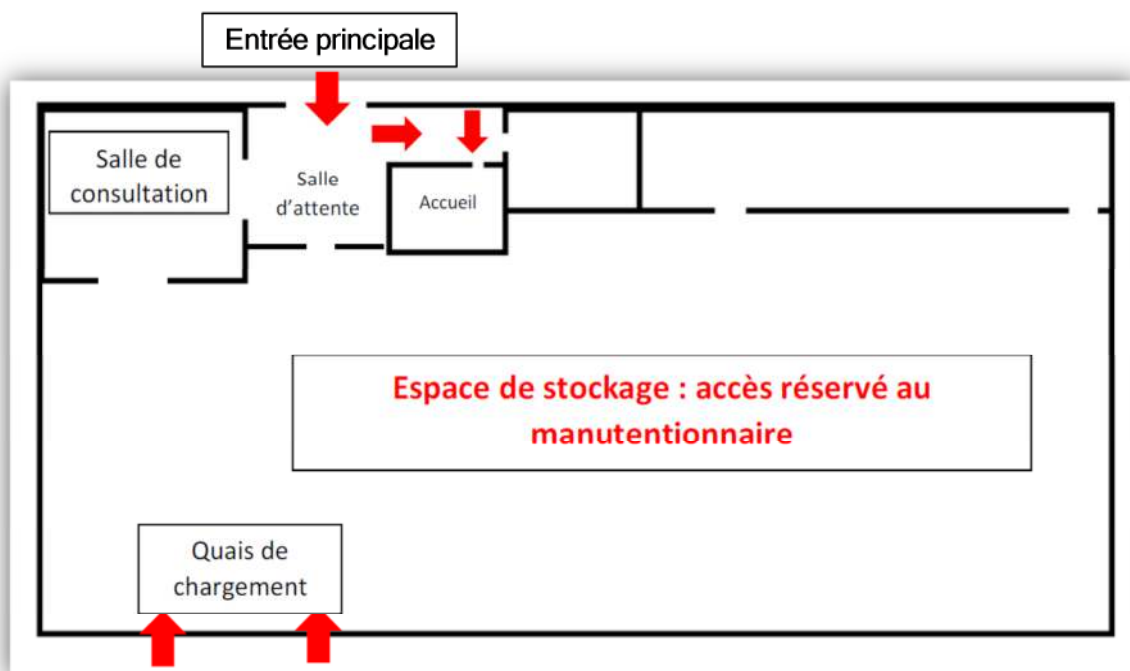 Entrée principale
Salle de
consultation
Salle
d'attente
Accueil
Espace de stockage : accès réservé au
manutentionnaire
Quais de
chargement